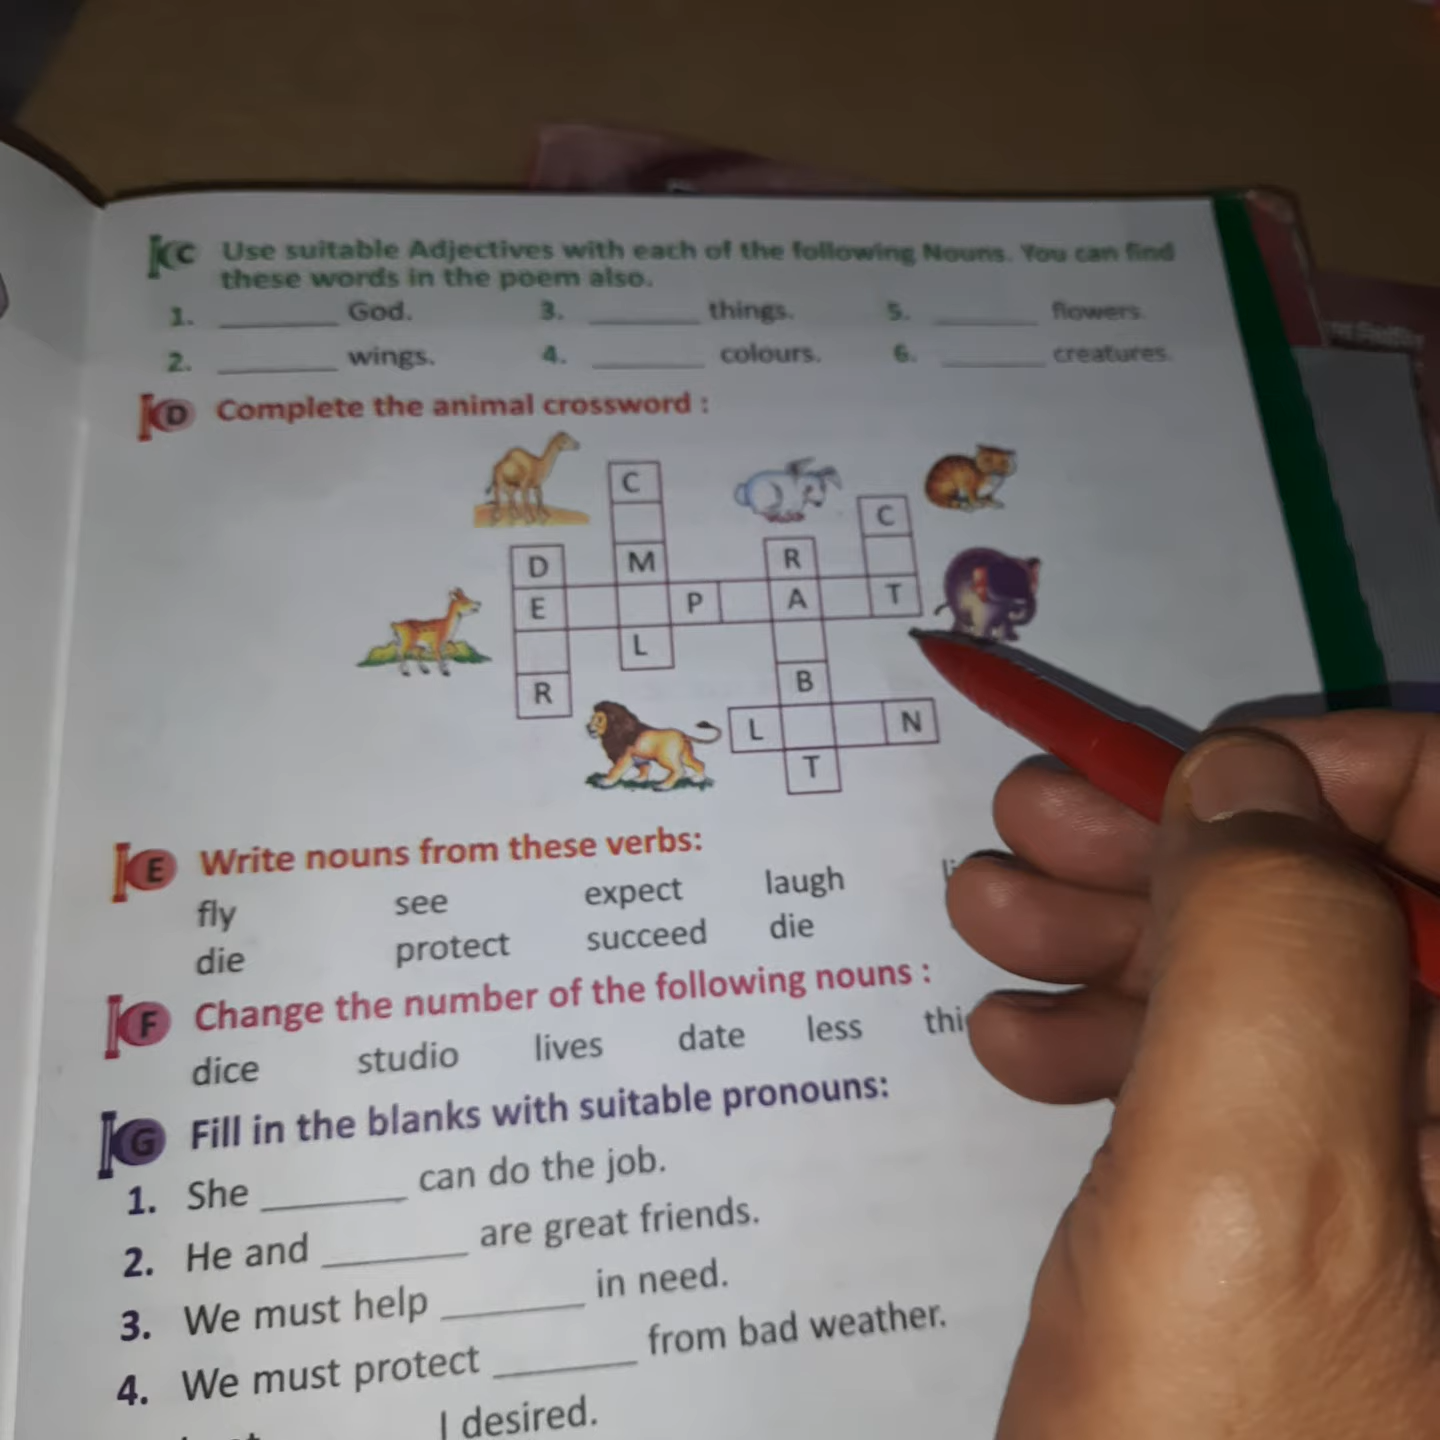 C Use suitable Adjectives with each of the following Nouns. You can find
these words in the poem also.
1. ________ God. 3. ________ things. 5. ________ flowers.
2. ________ wings. 4. ________ colours. 6. ________ creatures.
D Complete the animal crossword :
C
C
D M R
E P A T
L
R B
L N
T
E Write nouns from these verbs:
fly see expect laugh
die protect succeed die
F Change the number of the following nouns :
dice studio lives date less
G Fill in the blanks with suitable pronouns:
1. She ________ can do the job.
2. He and ________ are great friends.
3. We must help ________ in need.
4. We must protect ________ from bad weather.
I desired.